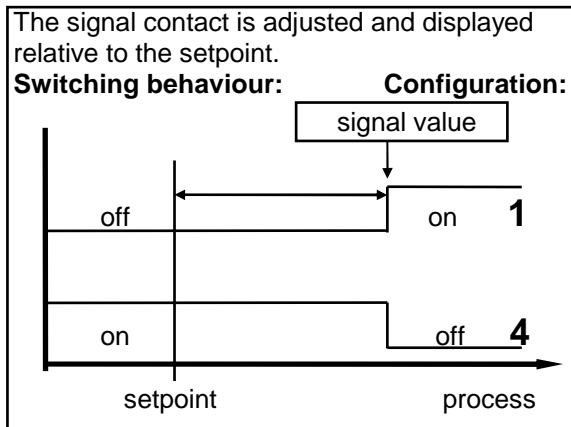 The signal contact is adjusted and displayed
relative to the setpoint.
Switching behaviour: Configuration:
signal value
off on 1
on off 4
setpoint process